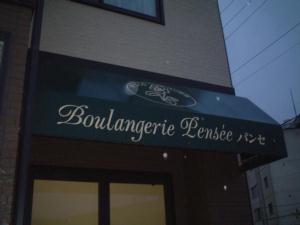 Boulangerie Pensée パンセ